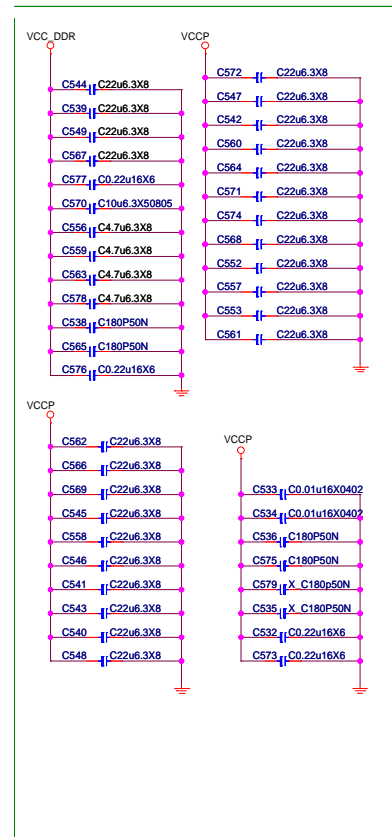 VCC_DDR
C544 C22u6.3X8
C539 C22u6.3X8
C549 C22u6.3X8
C567 C22u6.3X8
C577 C0.22u16X6
C570 C10u6.3X50805
C556 C4.7u6.3X8
C559 C4.7u6.3X8
C563 C4.7u6.3X8
C578 C4.7u6.3X8
C538 C180P50N
C565 C180P50N
C576 C0.22u16X6
VCCP
C572 C22u6.3X8
C547 C22u6.3X8
C542 C22u6.3X8
C560 C22u6.3X8
C564 C22u6.3X8
C571 C22u6.3X8
C574 C22u6.3X8
C568 C22u6.3X8
C552 C22u6.3X8
C557 C22u6.3X8
C553 C22u6.3X8
C561 C22u6.3X8
VCCP
C562 C22u6.3X8
C566 C22u6.3X8
C569 C22u6.3X8
C545 C22u6.3X8
C558 C22u6.3X8
C546 C22u6.3X8
C541 C22u6.3X8
C543 C22u6.3X8
C540 C22u6.3X8
C548 C22u6.3X8
VCCP
C533 C0.01u16X0402
C534 C0.01u16X0402
C536 C180P50N
C575 C180P50N
C579 X_C180p50N
C535 X_C180P50N
C532 C0.22u16X6
C573 C0.22u16X6